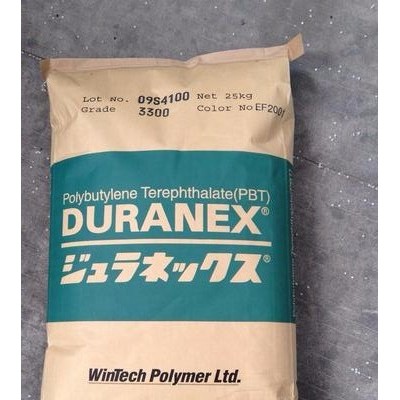 Lot No. 09S4100 Net 25kg
Grade 3300 Color No EF2001
Polybutylene Terephthalate(PBT)
DURANEX®
ジュラネックス®
WinTech Polymer Ltd.